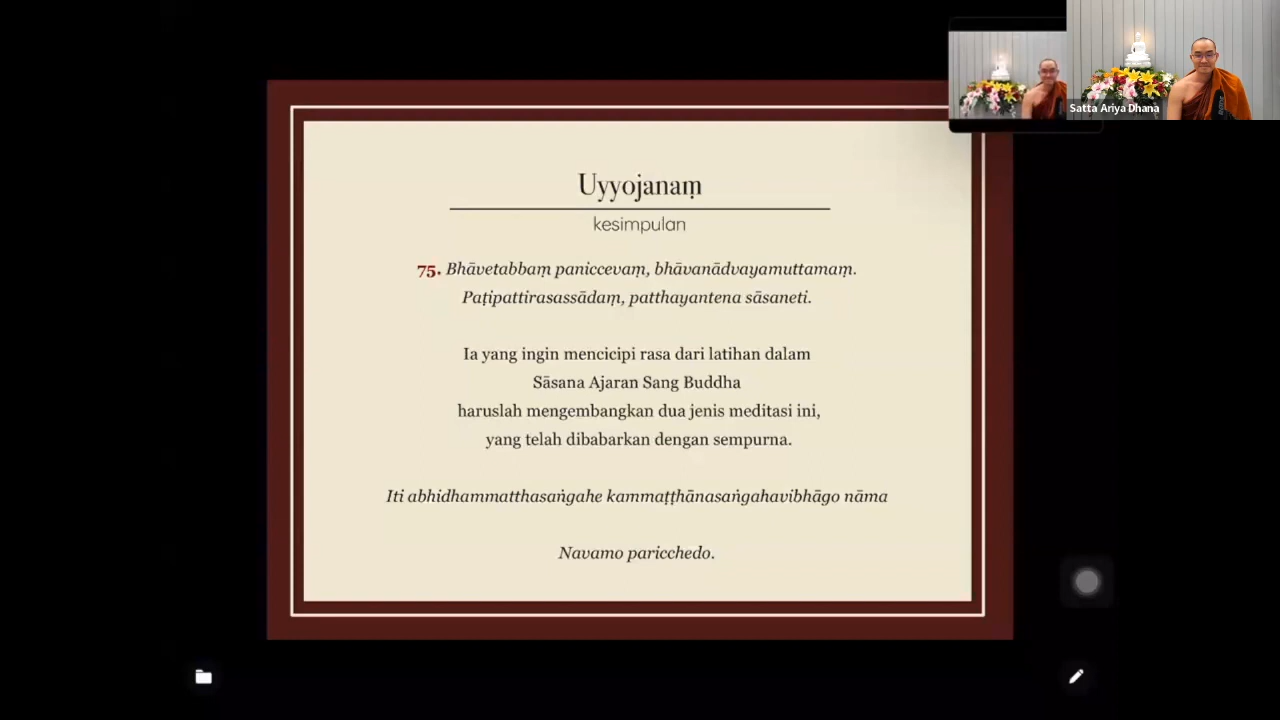 Satta Ariya Dhana
Uyyojanaṃ
kesimpulan
75. Bhāvetabbaṃ paniccevaṃ, bhāvanādvayamuttamaṃ.
Paṭipattirasassādaṃ, patthayantena sāsaneti.
Ia yang ingin mencicipi rasa dari latihan dalam
Sāsana Ajaran Sang Buddha
haruslah mengembangkan dua jenis meditasi ini,
yang telah dibabarkan dengan sempurna.
Iti abhidhammatthasaṅgahe kammaṭṭhānasaṅgahavibhāgo nāma
Navamo paricchedo.